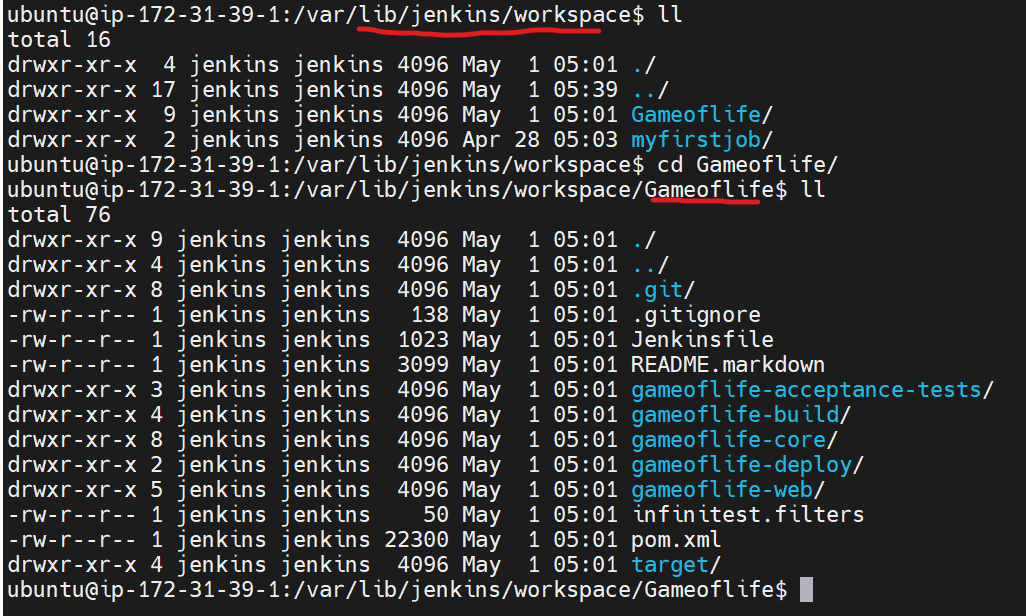 ubuntu@ip-172-31-39-1:/var/lib/jenkins/workspace$ ll
total 16
drwxr-xr-x  4 jenkins jenkins 4096 May  1 05:01 ./
drwxr-xr-x 17 jenkins jenkins 4096 May  1 05:39 ../
drwxr-xr-x  9 jenkins jenkins 4096 May  1 05:01 Gameoflife/
drwxr-xr-x  2 jenkins jenkins 4096 Apr 28 05:03 myfirstjob/
ubuntu@ip-172-31-39-1:/var/lib/jenkins/workspace$ cd Gameoflife/
ubuntu@ip-172-31-39-1:/var/lib/jenkins/workspace/Gameoflife$ ll
total 76
drwxr-xr-x 9 jenkins jenkins  4096 May  1 05:01 ./
drwxr-xr-x 4 jenkins jenkins  4096 May  1 05:01 ../
drwxr-xr-x 8 jenkins jenkins  4096 May  1 05:01 .git/
-rw-r--r-- 1 jenkins jenkins   138 May  1 05:01 .gitignore
-rw-r--r-- 1 jenkins jenkins  1023 May  1 05:01 Jenkinsfile
-rw-r--r-- 1 jenkins jenkins  3099 May  1 05:01 README.markdown
drwxr-xr-x 3 jenkins jenkins  4096 May  1 05:01 gameoflife-acceptance-tests/
drwxr-xr-x 4 jenkins jenkins  4096 May  1 05:01 gameoflife-build/
drwxr-xr-x 8 jenkins jenkins  4096 May  1 05:01 gameoflife-core/
drwxr-xr-x 2 jenkins jenkins  4096 May  1 05:01 gameoflife-deploy/
drwxr-xr-x 5 jenkins jenkins  4096 May  1 05:01 gameoflife-web/
-rw-r--r-- 1 jenkins jenkins    50 May  1 05:01 infinitest.filters
-rw-r--r-- 1 jenkins jenkins 22300 May  1 05:01 pom.xml
drwxr-xr-x 4 jenkins jenkins  4096 May  1 05:01 target/
ubuntu@ip-172-31-39-1:/var/lib/jenkins/workspace/Gameoflife$